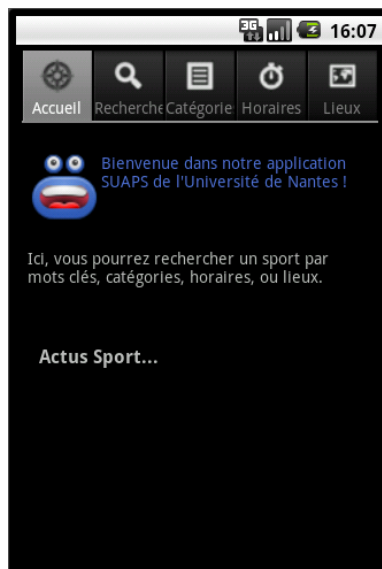 3G 16:07
Accueil Recherche Catégorie Horaires Lieux
Bienvenue dans notre application
SUAPS de l'Université de Nantes !
Ici, vous pourrez rechercher un sport par
mots clés, catégories, horaires, ou lieux.
Actus Sport...